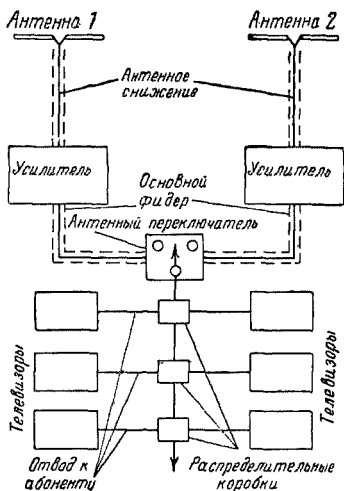 Антенна 1
Антенна 2
Антенное
снижение
Усилитель
Усилитель
Основной
фидер
Антенный переключатель
Телевизоры
Телевизоры
Отвод к
абоненту
Распределительные
коробки